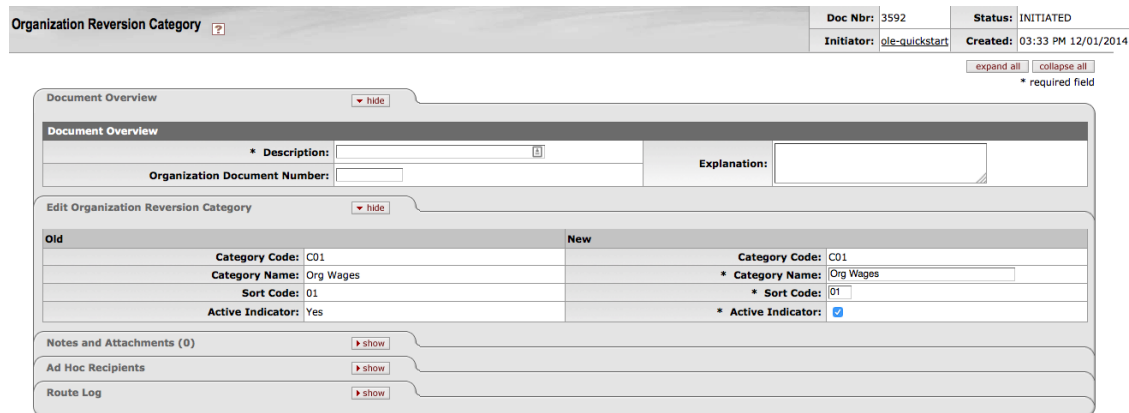 Organization Reversion Category ?
Doc Nbr: 3592 Status: INITIATED
Initiator: ole-quickstart Created: 03:33 PM 12/01/2014
expand all collapse all
* required field
Document Overview hide
Document Overview
* Description: Explanation:
Organization Document Number:
Edit Organization Reversion Category hide
Old New
Category Code: C01 Category Code: C01
Category Name: Org Wages * Category Name: Org Wages
Sort Code: 01 * Sort Code: 01
Active Indicator: Yes * Active Indicator:
Notes and Attachments (0) show
Ad Hoc Recipients show
Route Log show